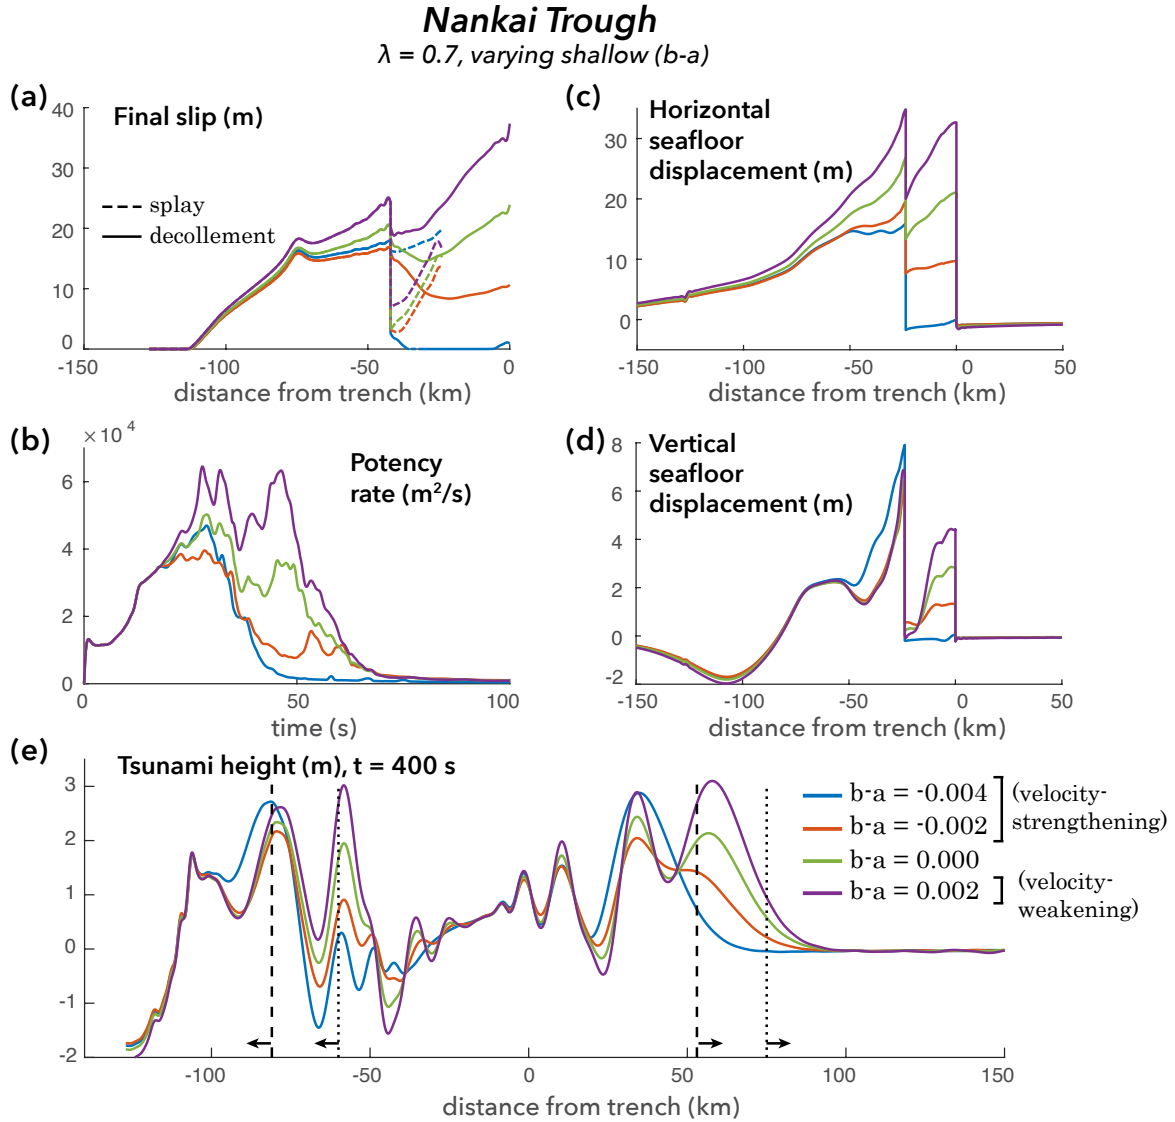 Nankai Trough
λ = 0.7, varying shallow (b-a)
(a)
Final slip (m)
40
30
20
10
0
splay
decollement
-150
-100
-50
0
distance from trench (km)
(c)
Horizontal
seafloor
displacement (m)
30
20
10
0
-150
-100
-50
0
50
distance from trench (km)
(b)
×10⁴
Potency
rate (m²/s)
6
4
2
0
0
50
100
time (s)
(d)
Vertical
seafloor
displacement (m)
8
6
4
2
0
-2
-150
-100
-50
0
50
distance from trench (km)
(e)
Tsunami height (m), t = 400 s
3
2
1
0
-1
-2
b-a = -0.004
b-a = -0.002
(velocity-
strengthening)
b-a = 0.000
b-a = 0.002
(velocity-
weakening)
-100
-50
0
50
100
150
distance from trench (km)